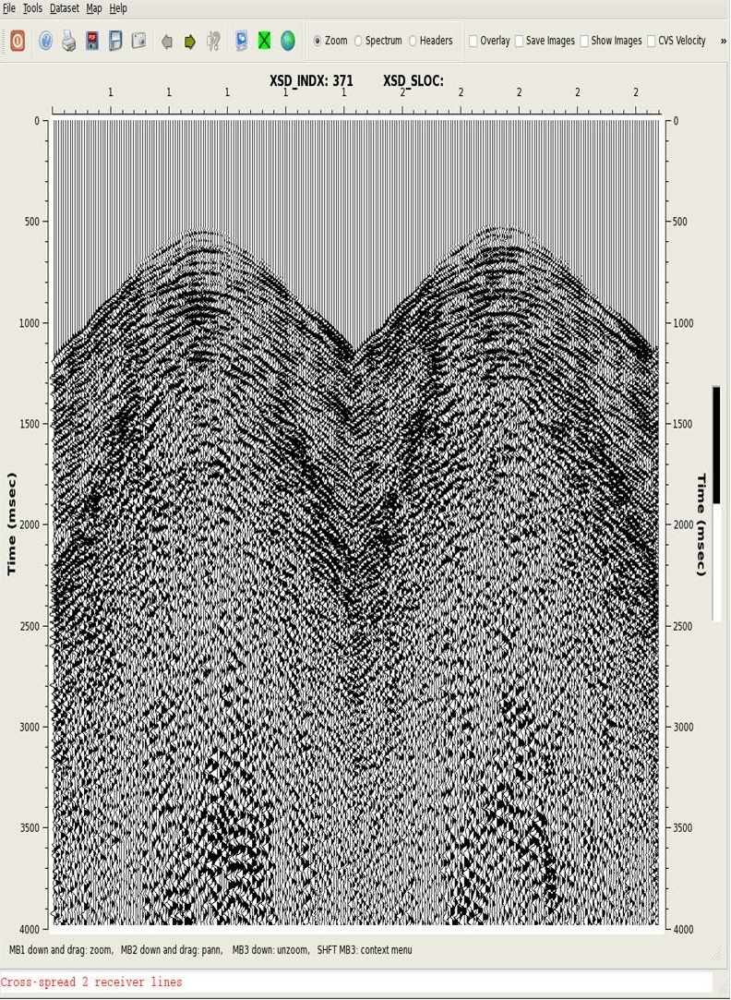 File Tools Dataset Map Help
Zoom Spectrum Headers Overlay Save Images Show Images CVS Velocity »
XSD_INDX: 371 XSD_SLOC:
1 1 1 1 1 2 2 2 2 2
0 0
500 500
1000 1000
1500 1500
2000 2000
2500 2500
3000 3000
3500 3500
4000 4000
Time (msec)
Time (msec)
MB1 down and drag: zoom, MB2 down and drag: pann, MB3 down: unzoom, SHFT MB3: context menu
Cross-spread 2 receiver lines